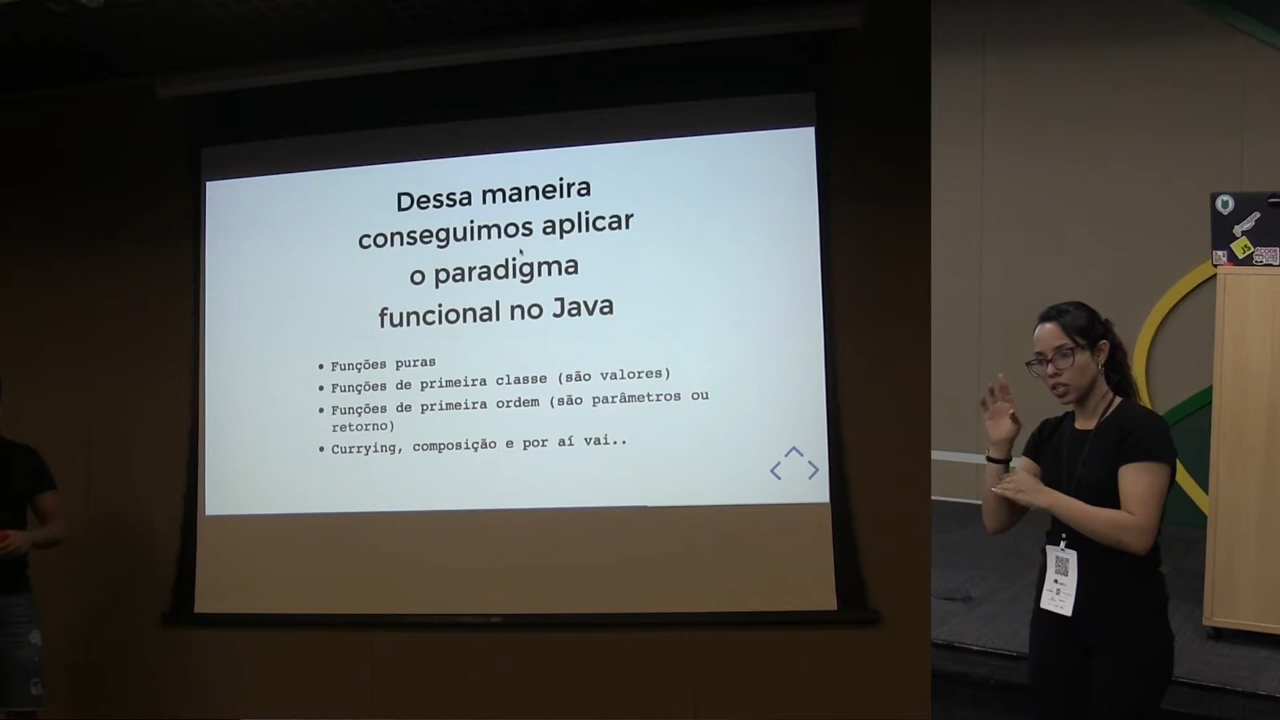 Dessa maneira
conseguimos aplicar
o paradigma
funcional no Java
• Funções puras
• Funções de primeira classe (são valores)
• Funções de primeira ordem (são parâmetros ou
retorno)
• Currying, composição e por aí vai..
JS